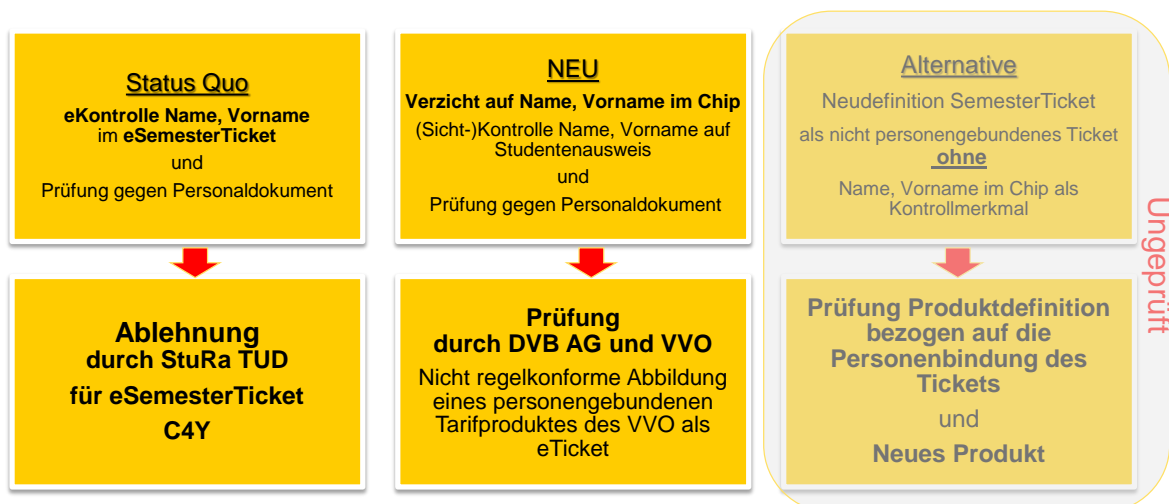 Status Quo
eKontrolle Name, Vorname
im eSemesterTicket
und
Prüfung gegen Personaldokument
Ablehnung
durch StuRa TUD
für eSemesterTicket
C4Y
NEU
Verzicht auf Name, Vorname im Chip
(Sicht-)Kontrolle Name, Vorname auf
Studentenausweis
und
Prüfung gegen Personaldokument
Prüfung
durch DVB AG und VVO
Nicht regelkonforme Abbildung
eines personengebundenen
Tarifproduktes des VVO als
eTicket
Alternative
Neudefinition SemesterTicket
als nicht personengebundenes Ticket
ohne
Name, Vorname im Chip als
Kontrollmerkmal
Prüfung Produktdefinition
bezogen auf die
Personenbindung des
Tickets
und
Neues Produkt
Ungeprüft